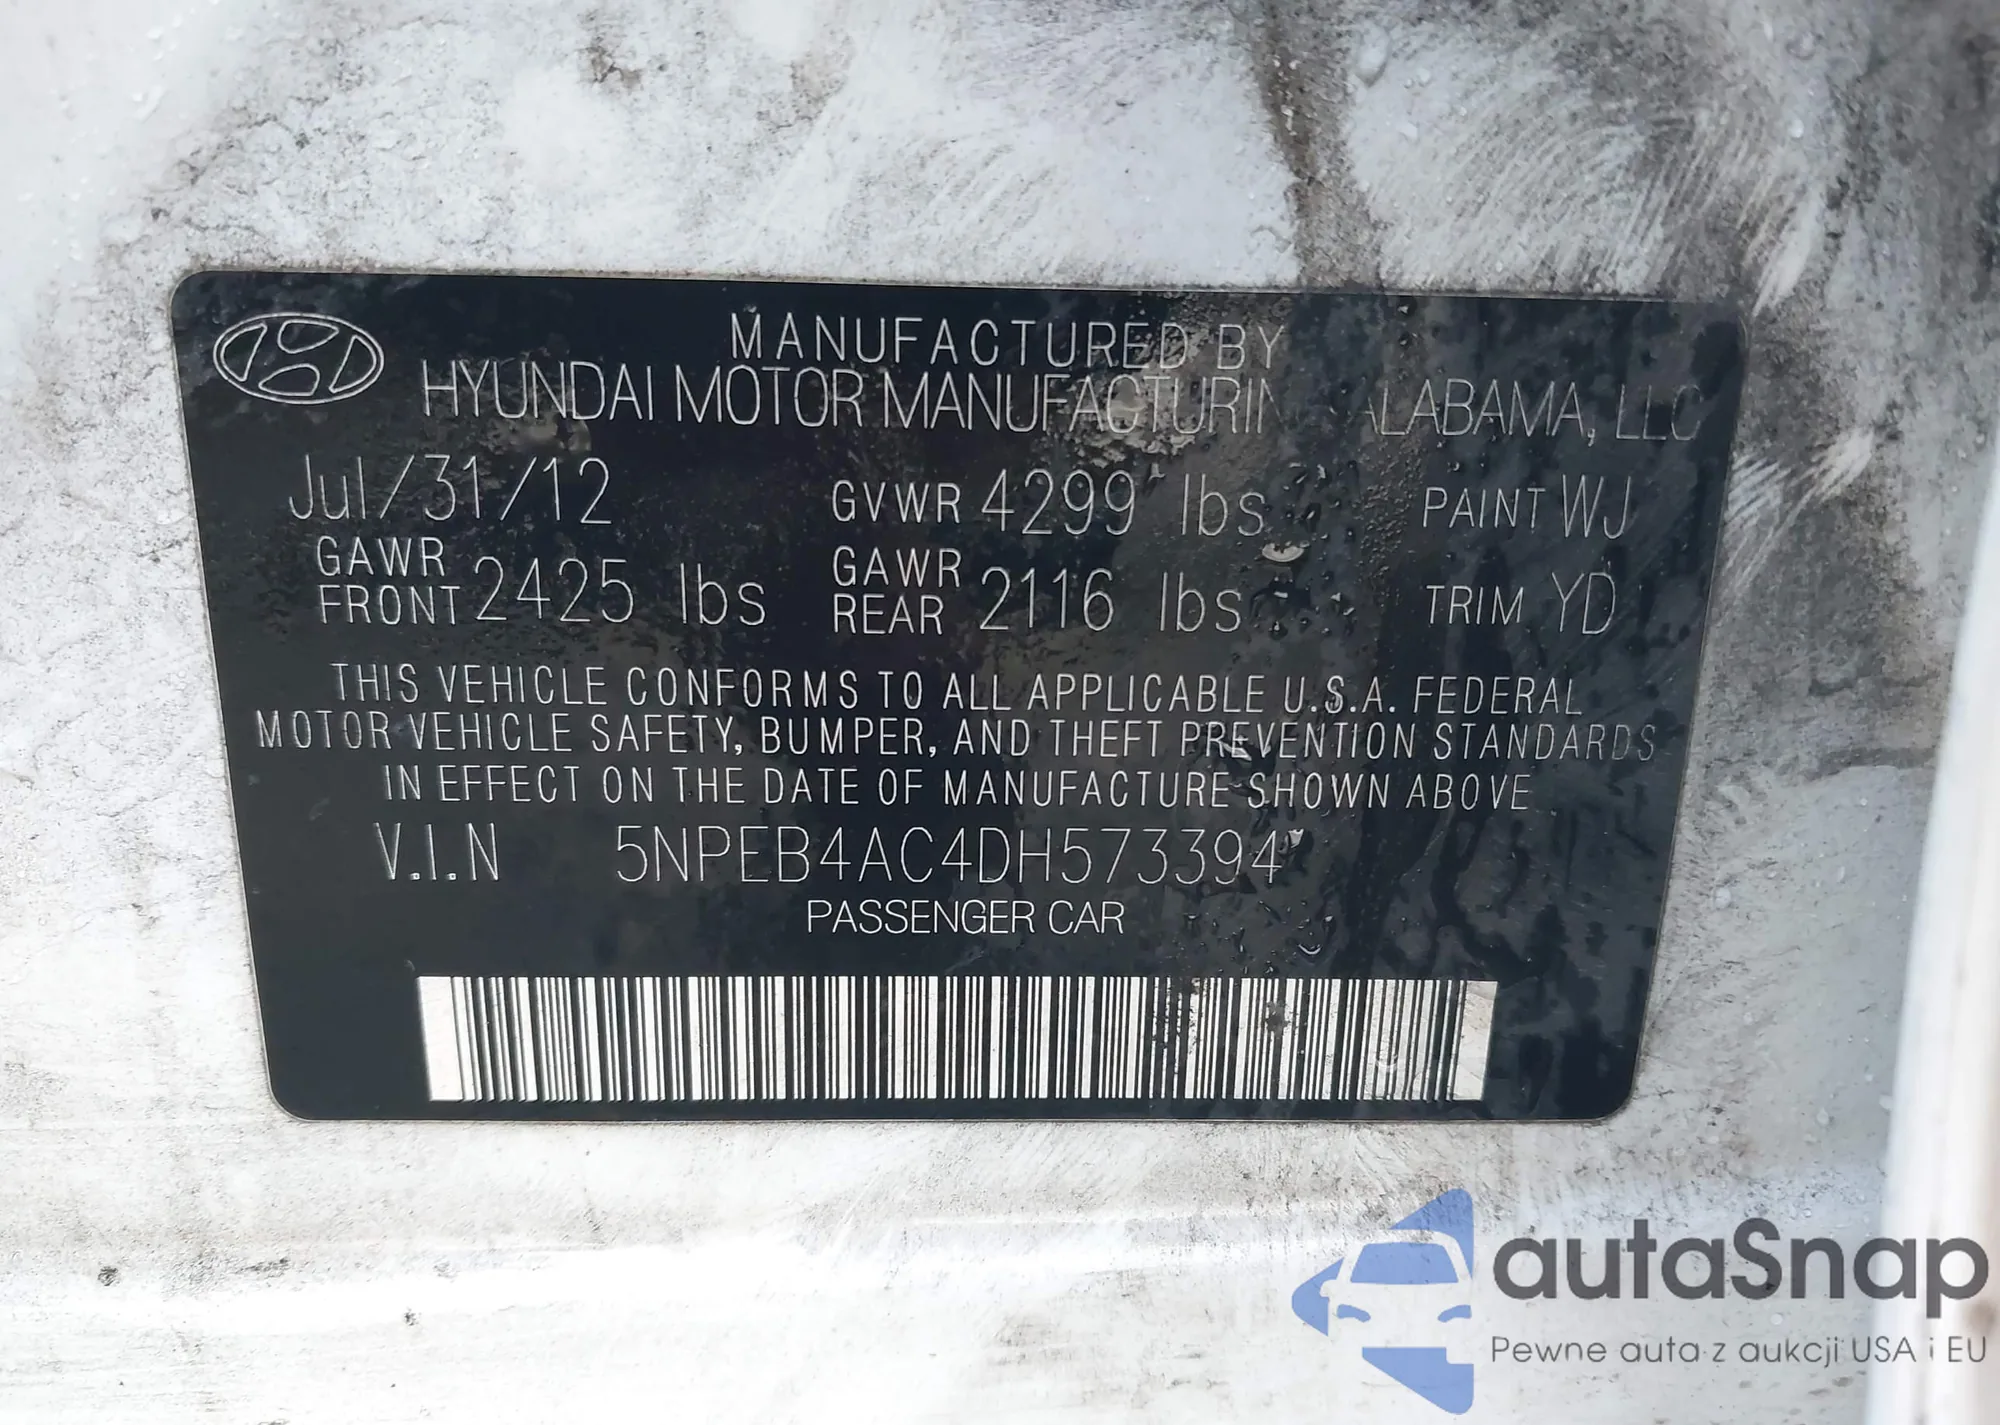 MANUFACTURED BY
HYUNDAI MOTOR MANUFACTURIN ALABAMA, LLC
Jul/31/12 GVWR 4299 lbs PAINT WJ
GAWR FRONT 2425 lbs GAWR REAR 2116 lbs TRIM YD
THIS VEHICLE CONFORMS TO ALL APPLICABLE U.S.A. FEDERAL
MOTOR VEHICLE SAFETY, BUMPER, AND THEFT PREVENTION STANDARDS
IN EFFECT ON THE DATE OF MANUFACTURE SHOWN ABOVE
V.I.N 5NPEB4AC4DH573394
PASSENGER CAR
autaSnap
Pewne auta z aukcji USA i EU